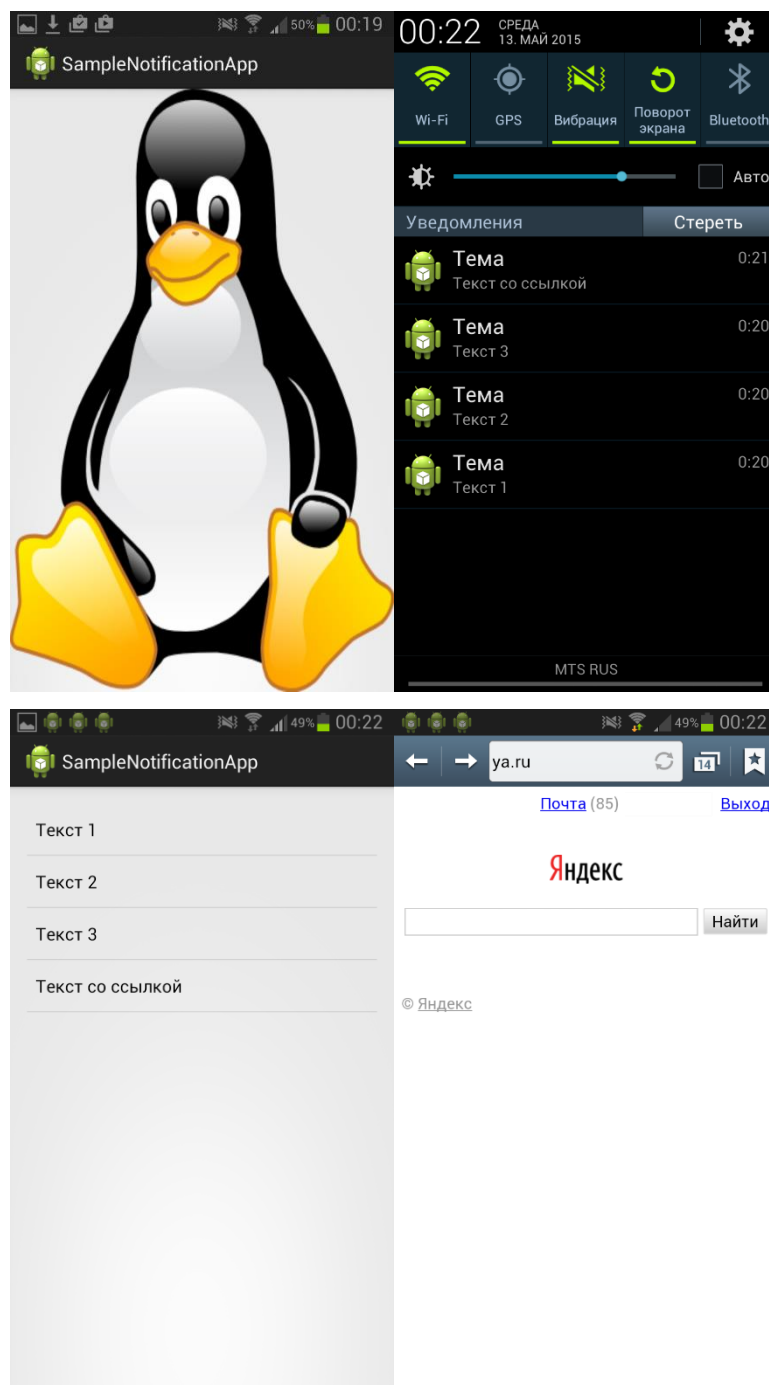 50% 00:19
SampleNotificationApp
00:22 СРЕДА
13. МАЙ 2015
Wi-Fi
GPS
Вибрация
Поворот
экрана
Bluetooth
Авто
Уведомления
Стереть
Тема 0:21
Текст со ссылкой
Тема 0:20
Текст 3
Тема 0:20
Текст 2
Тема 0:20
Текст 1
MTS RUS
49% 00:22
SampleNotificationApp
Текст 1
Текст 2
Текст 3
Текст со ссылкой
49% 00:22
ya.ru 14
Почта (85) Выход
Яндекс
Найти
© Яндекс